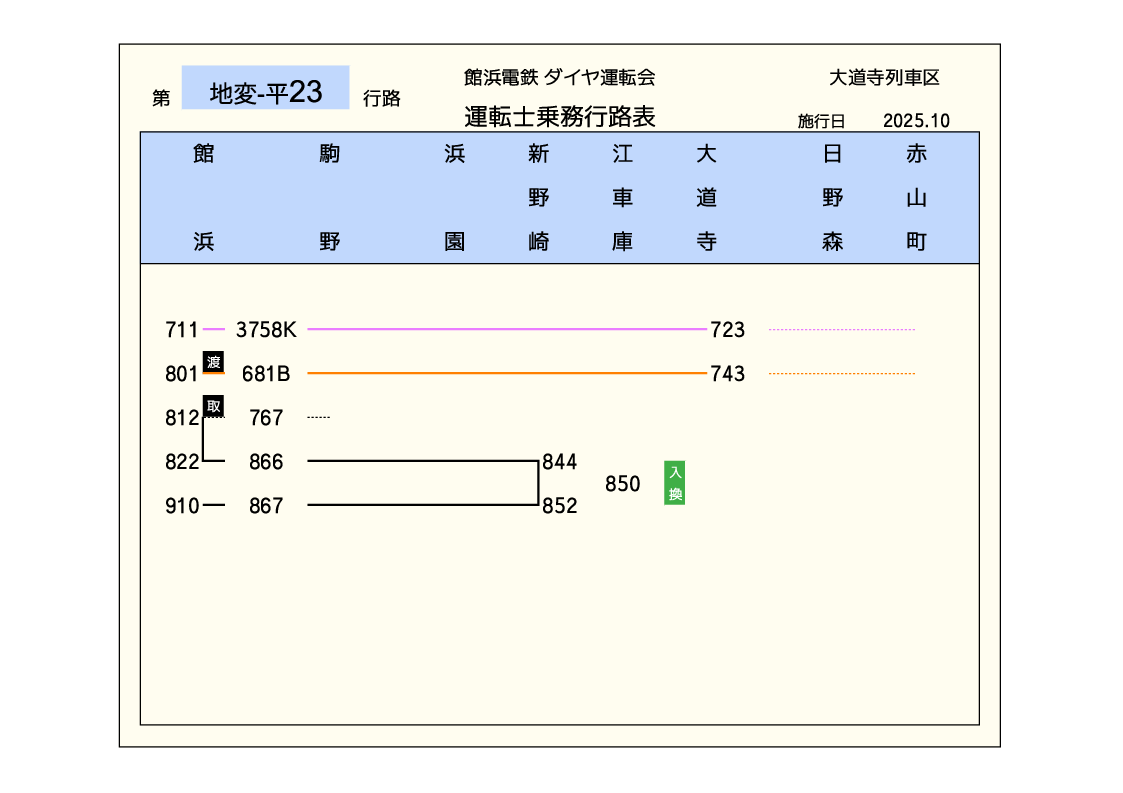 館浜電鉄 ダイヤ運転会
大道寺列車区
第 地変-平23 行路
運転士乗務行路表
施行日 2025.10
館浜 駒野 浜園 新野崎 江車庫 大道寺 日野森 赤山町
711 3758K 723
渡
801 681B 743
取
812 767
822 866 844
850 入換
910 867 852